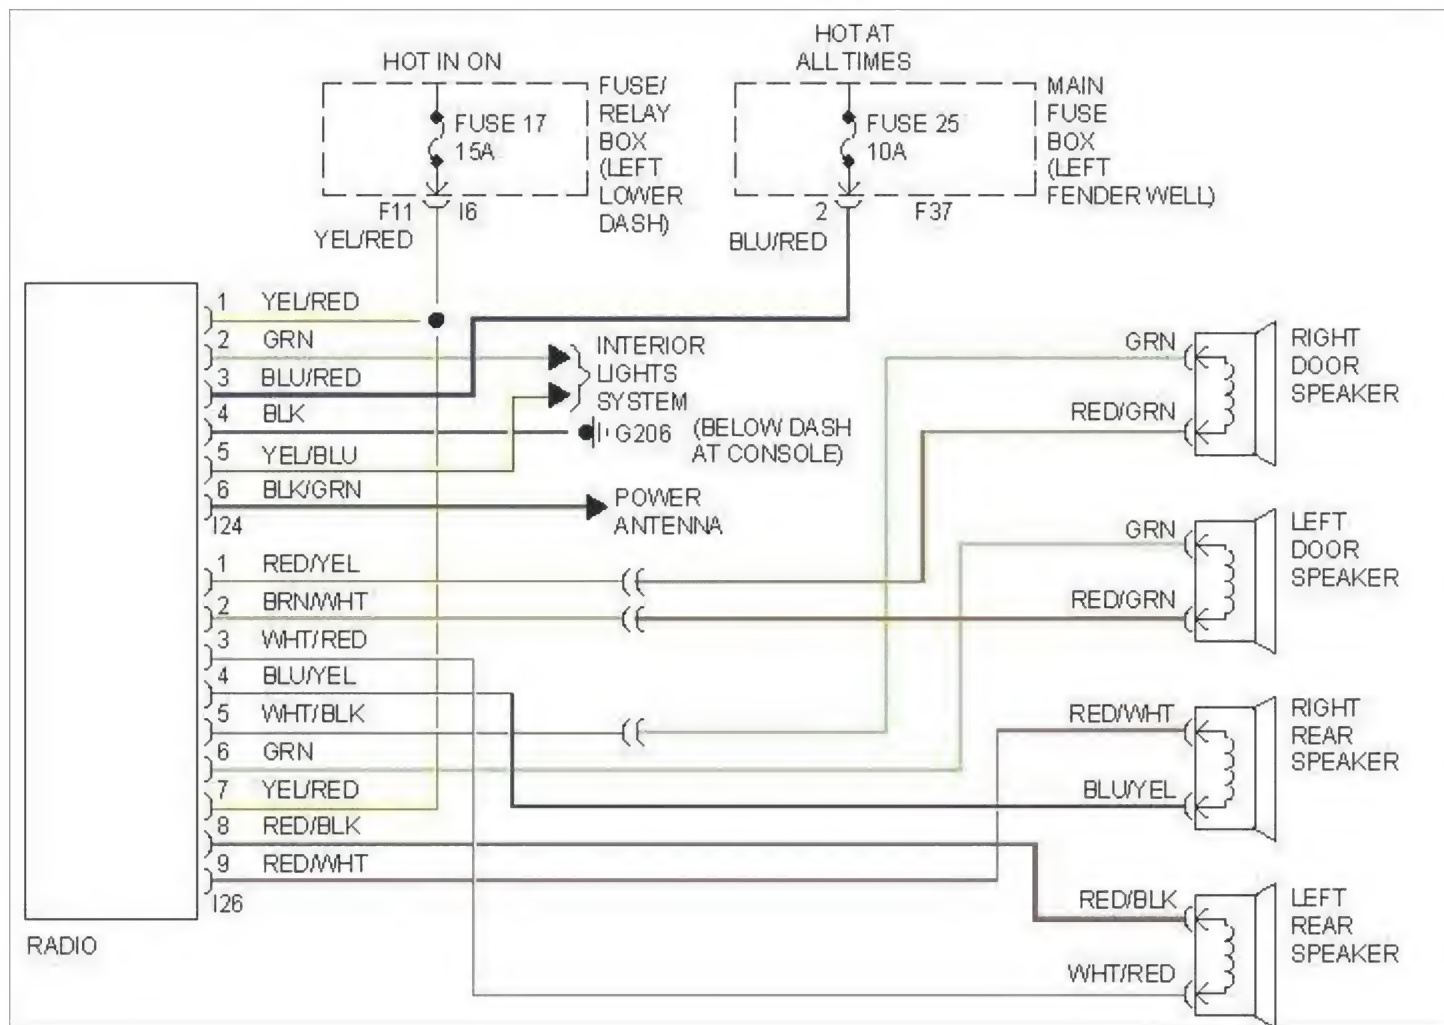 HOT IN ON
HOT AT
ALL TIMES
FUSE 17
15A
FUSE/
RELAY
BOX
(LEFT
LOWER
DASH)
FUSE 25
10A
MAIN
FUSE
BOX
(LEFT
FENDER WELL)
F11
I6
YEL/RED
2
F37
BLU/RED
1 YEL/RED
2 GRN
3 BLU/RED
4 BLK
5 YEL/BLU
6 BLK/GRN
I24
INTERIOR
LIGHTS
SYSTEM
G206
(BELOW DASH
AT CONSOLE)
POWER
ANTENNA
1 RED/YEL
2 BRN/WHT
3 WHT/RED
4 BLU/YEL
5 WHT/BLK
6 GRN
7 YEL/RED
8 RED/BLK
9 RED/WHT
I26
RADIO
GRN
RED/GRN
RIGHT
DOOR
SPEAKER
GRN
RED/GRN
LEFT
DOOR
SPEAKER
RED/WHT
BLU/YEL
RIGHT
REAR
SPEAKER
RED/BLK
WHT/RED
LEFT
REAR
SPEAKER